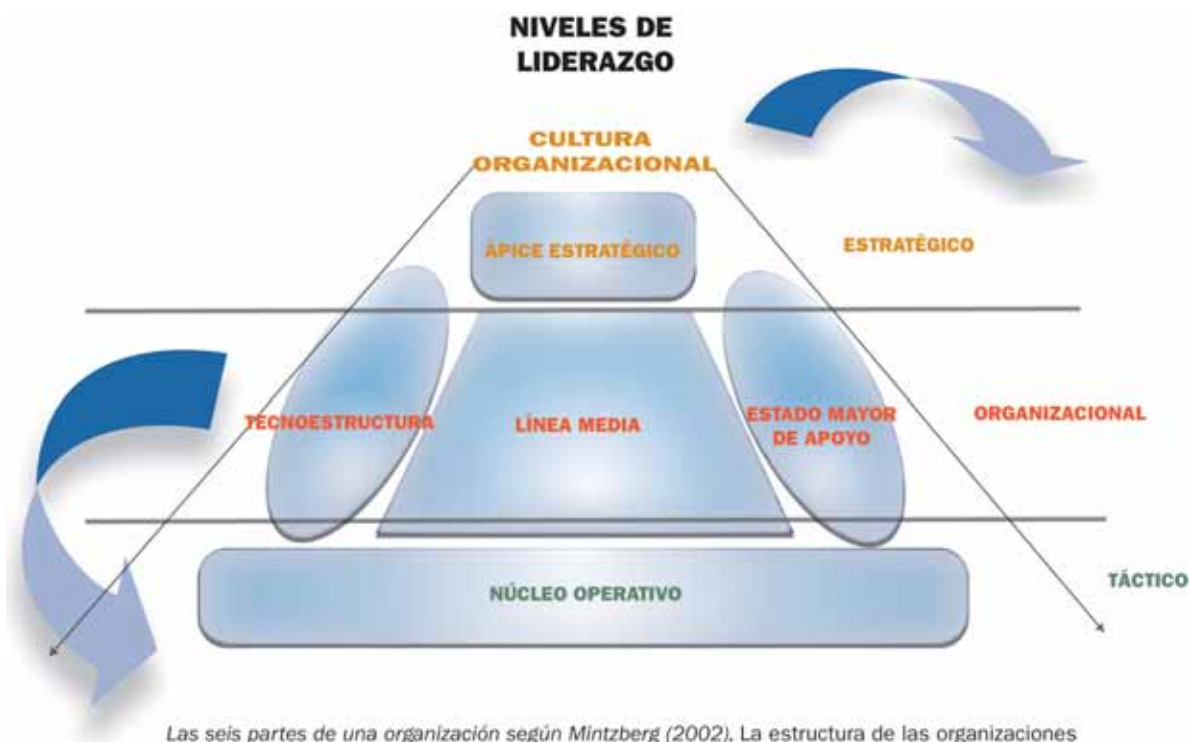 NIVELES DE
LIDERAZGO
CULTURA
ORGANIZACIONAL
ÁPICE ESTRATÉGICO
ESTRATÉGICO
TECNOESTRUCTURA
LÍNEA MEDIA
ESTADO MAYOR
DE APOYO
ORGANIZACIONAL
NÚCLEO OPERATIVO
TÁCTICO
Las seis partes de una organización según Mintzberg (2002), La estructura de las organizaciones